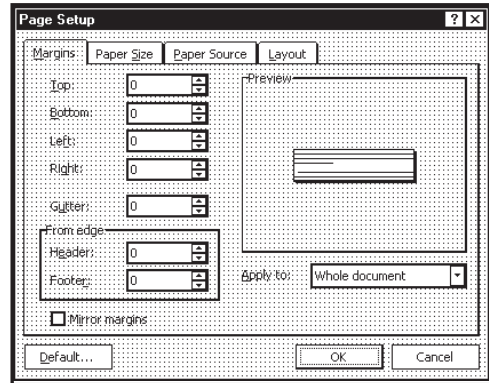 Page Setup ? X
Margins Paper Size Paper Source Layout
Top: 0
Bottom: 0
Left: 0
Right: 0
Gutter: 0
From edge
Header: 0
Footer: 0
Mirror margins
Preview
Apply to: Whole document
Default... OK Cancel